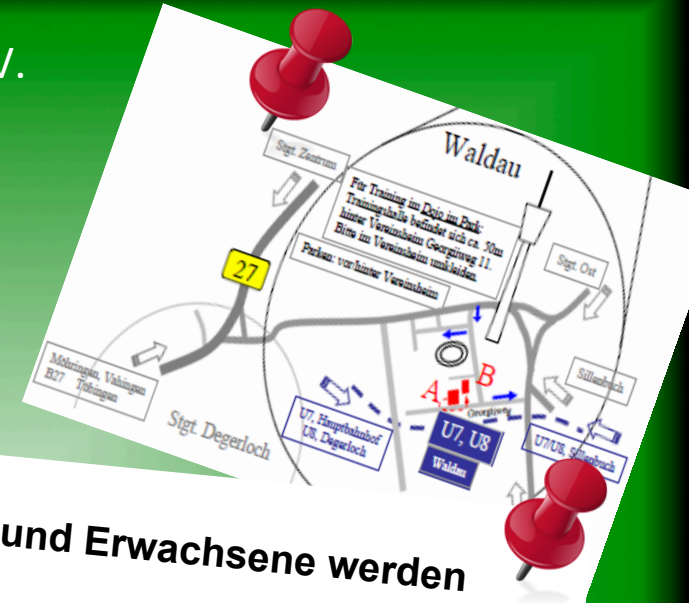 V.
Waldau
Stgt. Zentrum
Für Training im Dojo im Park:
Trainingshalle befindet sich ca. 50m
hinter Vereinsheim Georgiiweg 11.
Bitte im Vereinsheim umkleiden.
Stgt. Ost
Parken: vor/hinter Vereinsheim
27
Möhringen, Vahingen
B27 Tübingen
Sillenbuch
A
B
Georgiiweg
U7, Hauptbahnhof
U8, Degerloch
U7, U8
Waldau
U7/U8, Sillenbuch
Stgt. Degerloch
und Erwachsene werden